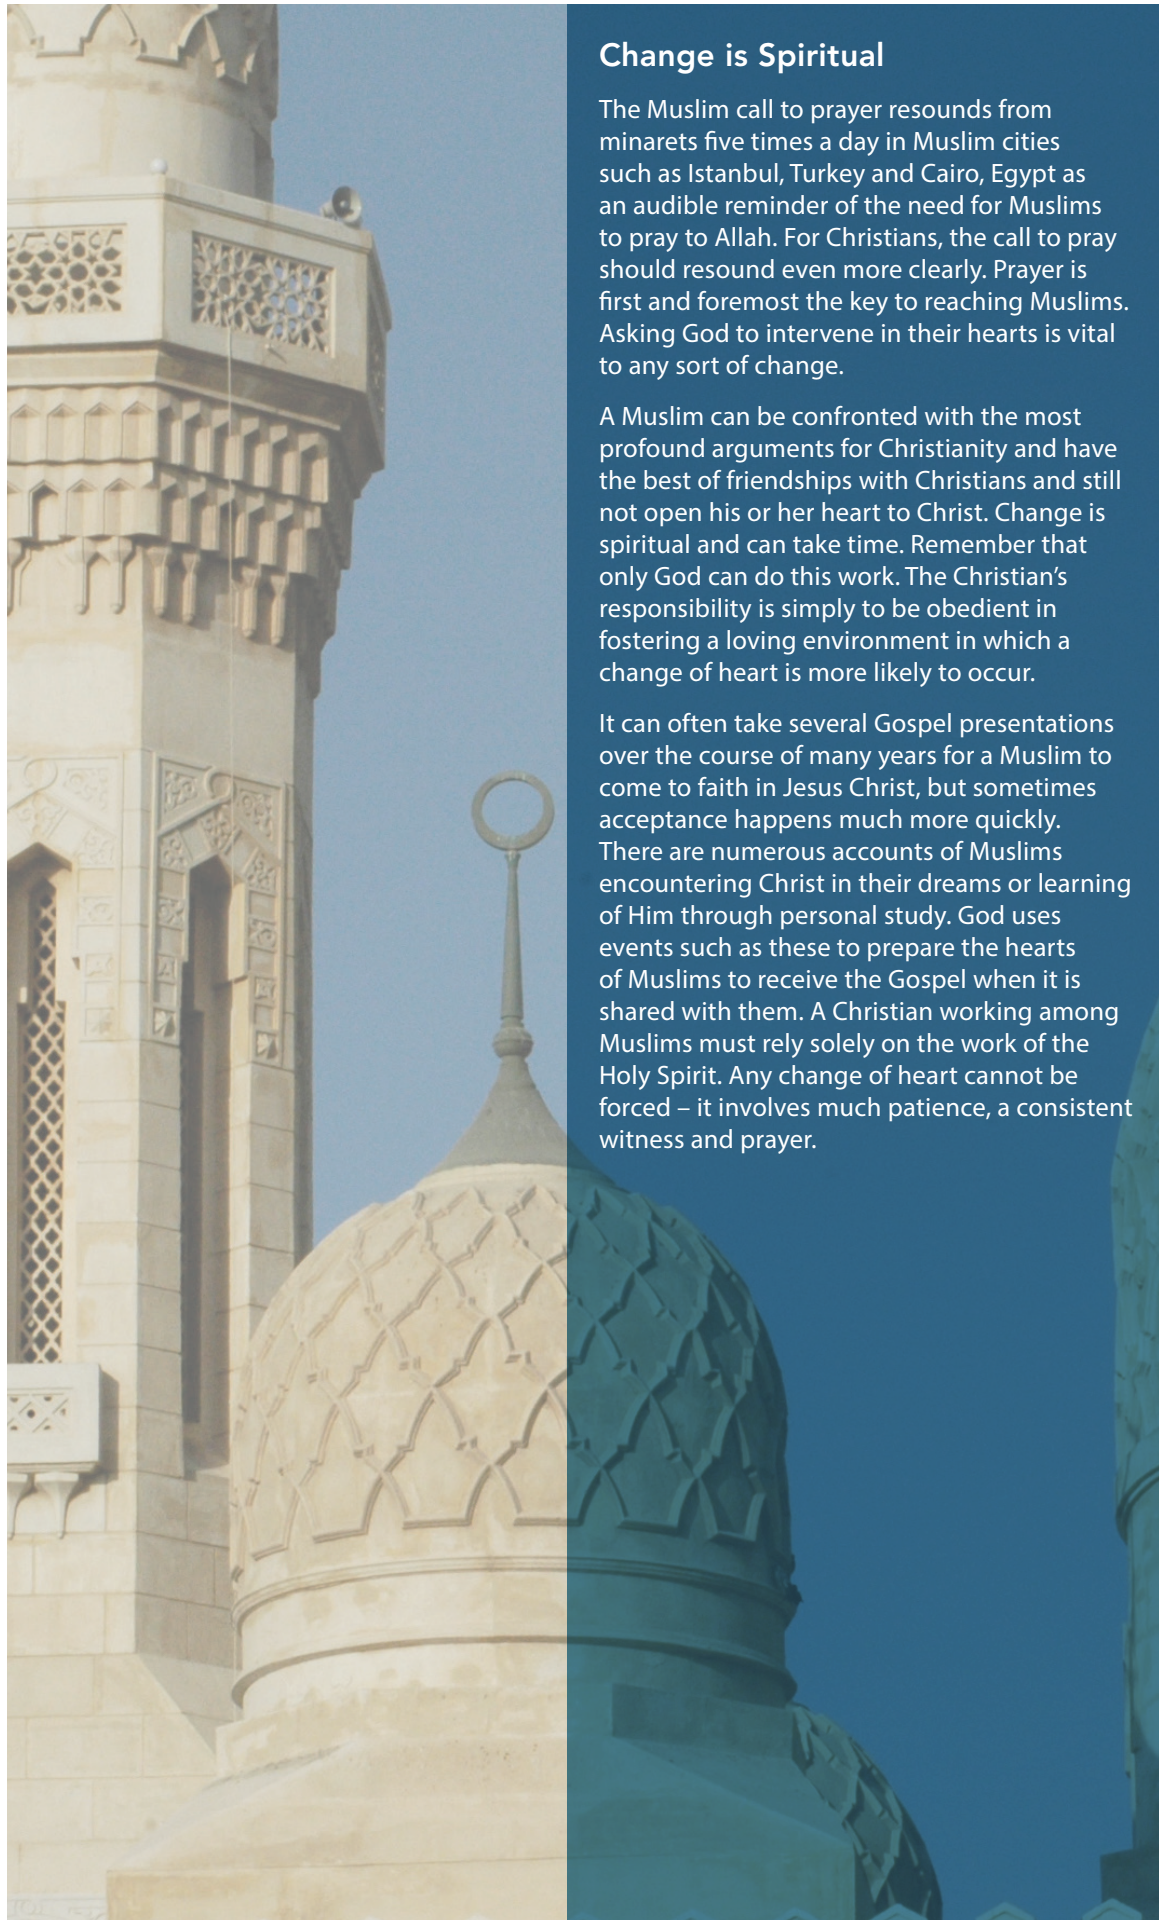 Change is Spiritual
The Muslim call to prayer resounds from
minarets five times a day in Muslim cities
such as Istanbul, Turkey and Cairo, Egypt as
an audible reminder of the need for Muslims
to pray to Allah. For Christians, the call to pray
should resound even more clearly. Prayer is
first and foremost the key to reaching Muslims.
Asking God to intervene in their hearts is vital
to any sort of change.
A Muslim can be confronted with the most
profound arguments for Christianity and have
the best of friendships with Christians and still
not open his or her heart to Christ. Change is
spiritual and can take time. Remember that
only God can do this work. The Christian’s
responsibility is simply to be obedient in
fostering a loving environment in which a
change of heart is more likely to occur.
It can often take several Gospel presentations
over the course of many years for a Muslim to
come to faith in Jesus Christ, but sometimes
acceptance happens much more quickly.
There are numerous accounts of Muslims
encountering Christ in their dreams or learning
of Him through personal study. God uses
events such as these to prepare the hearts
of Muslims to receive the Gospel when it is
shared with them. A Christian working among
Muslims must rely solely on the work of the
Holy Spirit. Any change of heart cannot be
forced – it involves much patience, a consistent
witness and prayer.